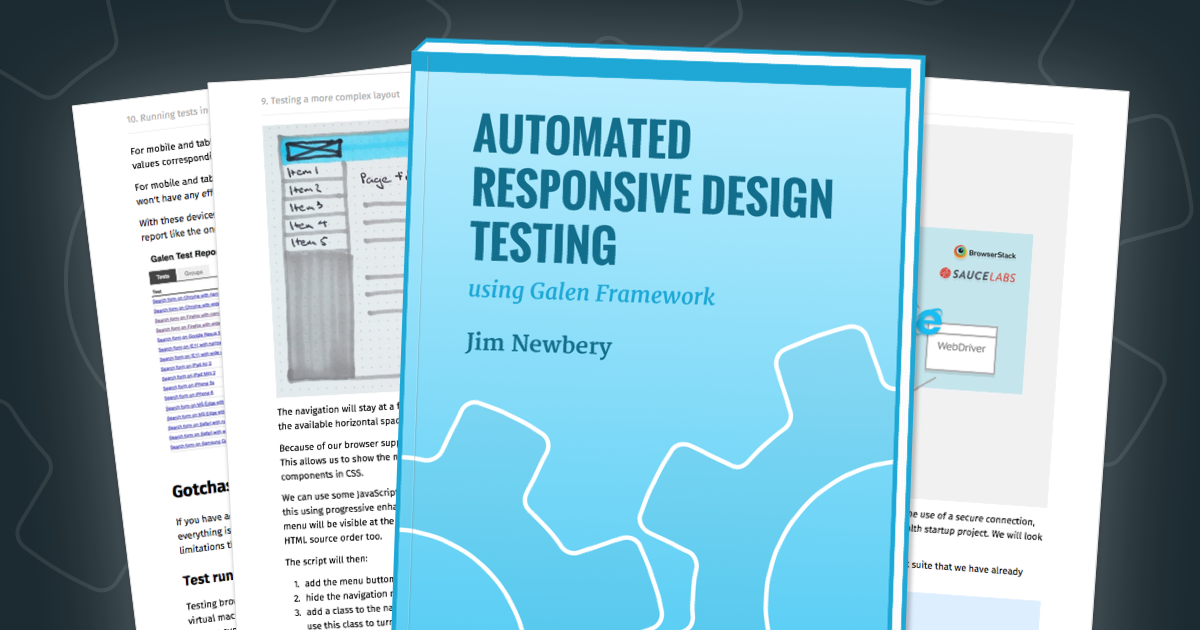 10. Running tests in
For mobile and tab
values correspondi
For mobile and tab
won't have any eff
With these device
report like the on
Galen Test Repo
Tests
Groups
Test
Gotchas
If you have a
everything is
limitations th
Test run
Testing bro
virtual mac
9. Testing a more complex layout
Item 1
Item 2
Item 3
Item 4
Item 5
Page
The navigation will stay at a f
the available horizontal spac
Because of our browser supp
This allows us to show the n
components in CSS.
We can use some JavaScript
this using progressive enha
menu will be visible at the
HTML source order too.
The script will then:
1. add the menu button
2. hide the navigation
3. add a class to the na
use this class to turn
AUTOMATED
RESPONSIVE DESIGN
TESTING
using Galen Framework
Jim Newbery
BrowserStack
SAUCELABS
WebDriver
he use of a secure connection,
lth startup project. We will look
suite that we have already